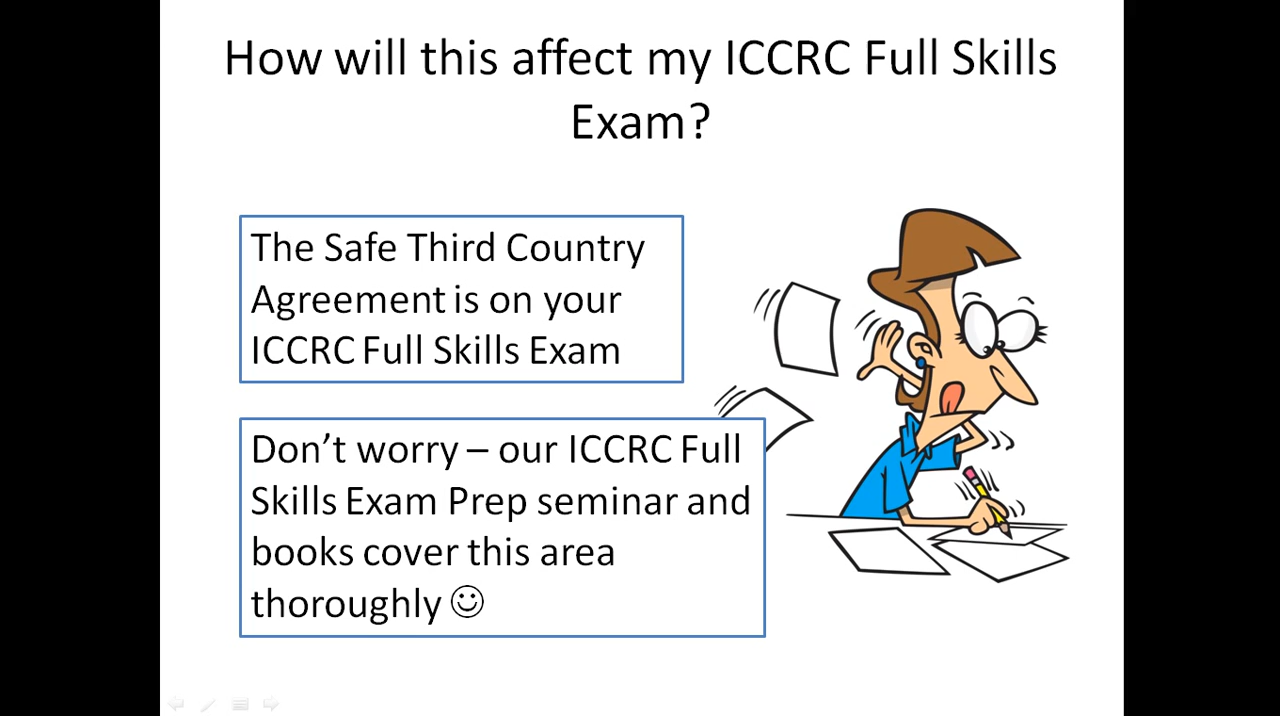 How will this affect my ICCRC Full Skills
Exam?
The Safe Third Country
Agreement is on your
ICCRC Full Skills Exam
Don’t worry – our ICCRC Full
Skills Exam Prep seminar and
books cover this area
thoroughly ☺